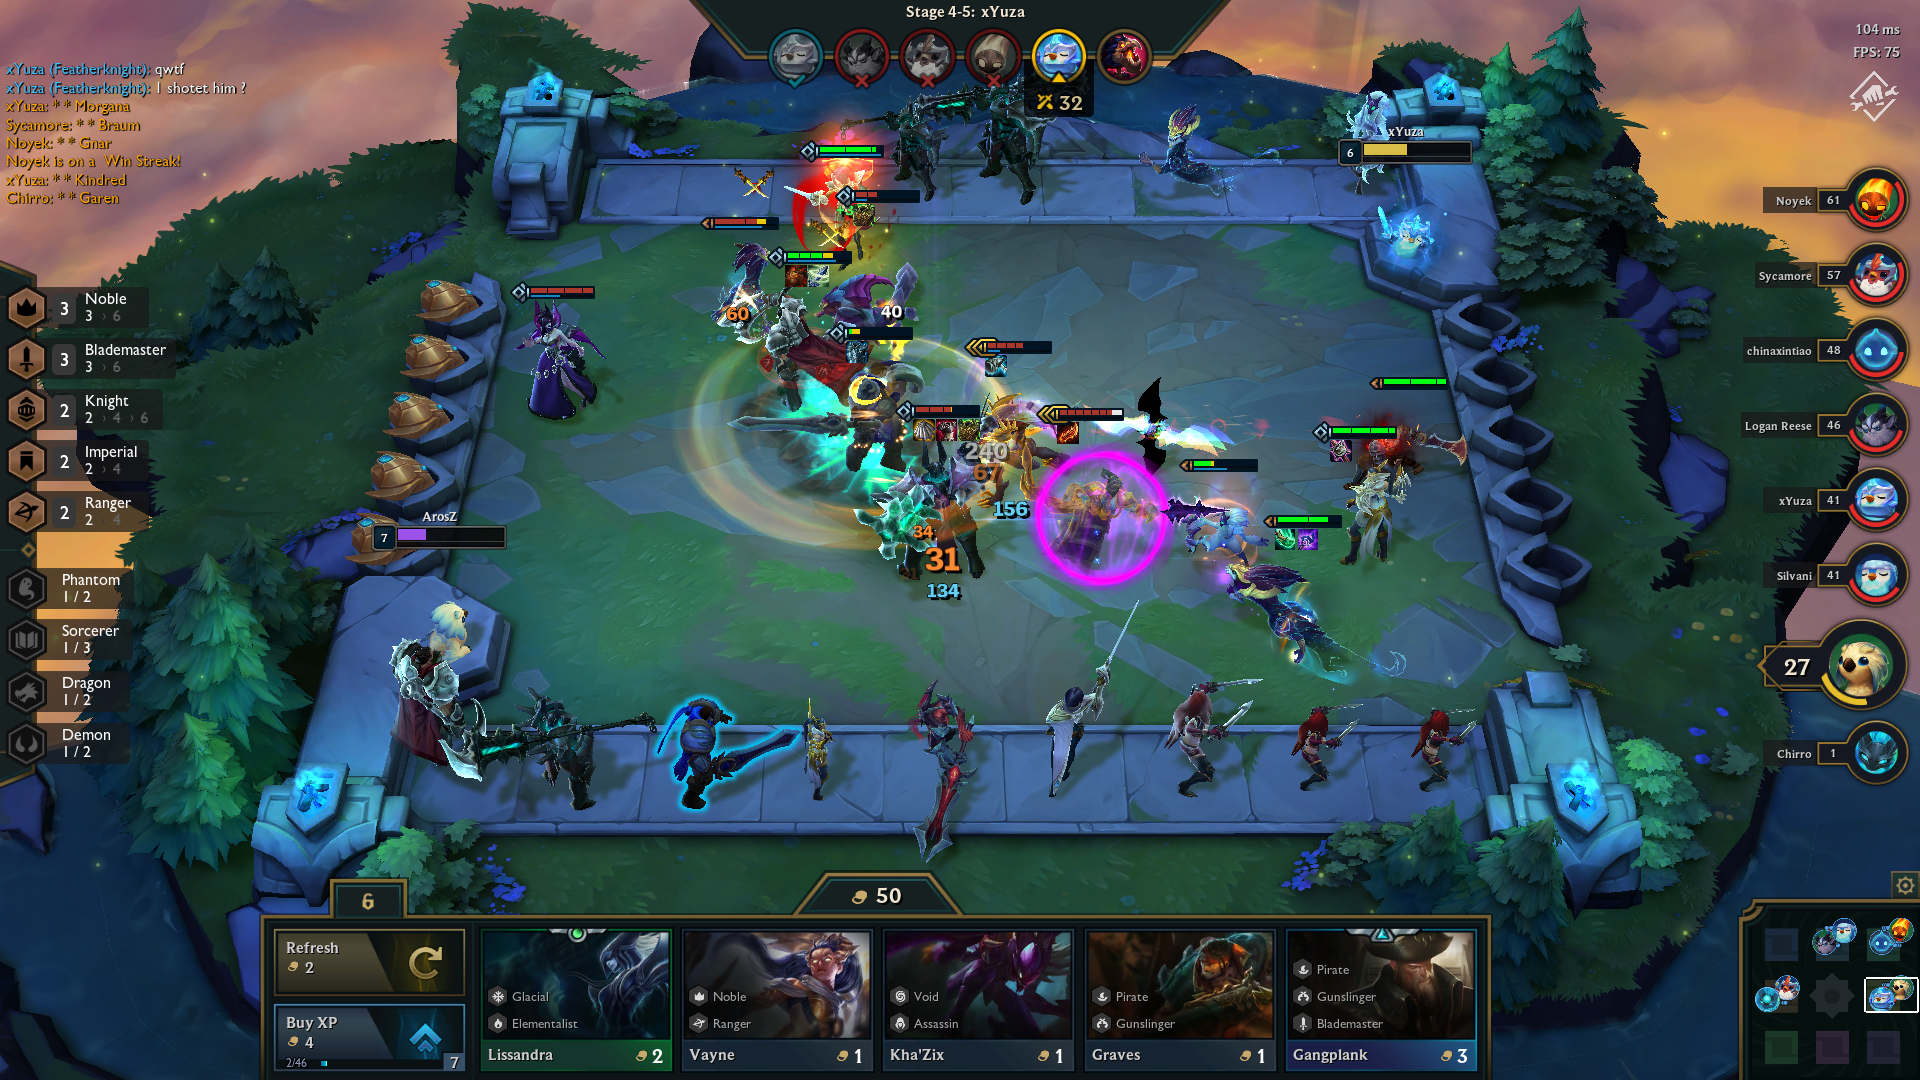 Stage 4-5: xYuza
104 ms
FPS: 75
32
xYuza (Featherknight): qwtf
xYuza (Featherknight): I shotet him ?
xYuza: * * Morgana
Sycamore: * * Braum
Noyek: * * Gnar
Noyek is on a Win Streak!
xYuza: * * Kindred
Chirro: * * Garen
xYuza
6
Noyek 61
Sycamore 57
chinaxintiao 48
Logan Reese 46
xYuza 41
Silvani 41
27
Chirro 1
3 Noble
3 › 6
3 Blademaster
3 › 6
2 Knight
2 › 4 › 6
2 Imperial
2 › 4
2 Ranger
2 › 4
Phantom
1 / 2
Sorcerer
1 / 3
Dragon
1 / 2
Demon
1 / 2
60
40
240
67
156
34
31
134
ArosZ
7
6
50
Refresh
2
Buy XP
4
2/46
7
Glacial
Elementalist
Lissandra 2
Noble
Ranger
Vayne 1
Void
Assassin
Kha'Zix 1
Pirate
Gunslinger
Graves 1
Pirate
Gunslinger
Blademaster
Gangplank 3